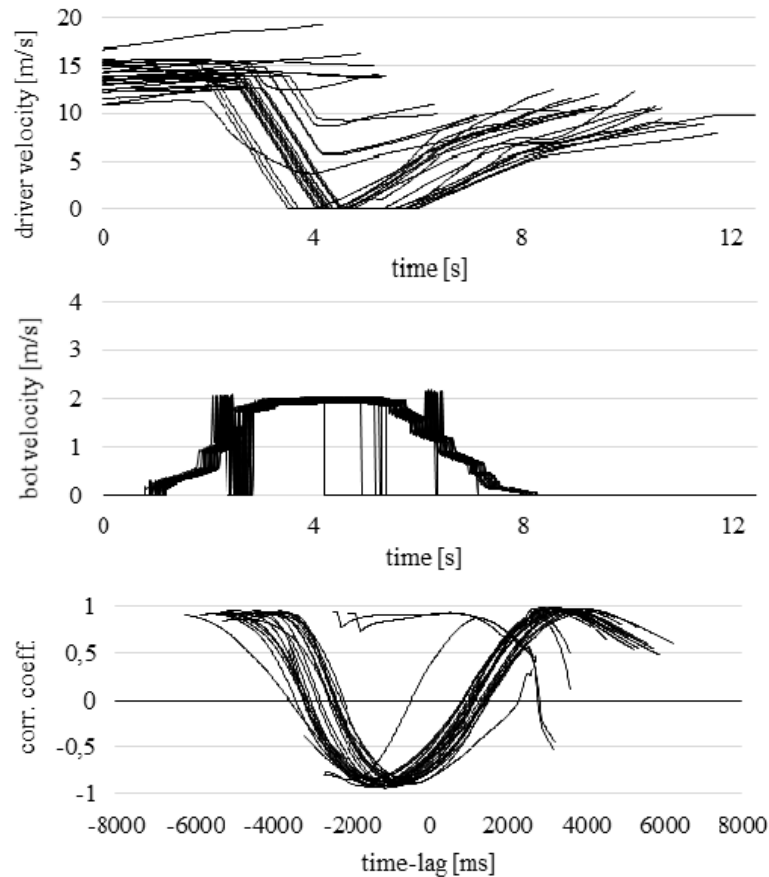 20
15
10
5
0
driver velocity [m/s]
0 4 8 12
time [s]
4
3
2
1
0
bot velocity [m/s]
0 4 8 12
time [s]
1
0,5
0
-0,5
-1
corr. coeff.
-8000 -6000 -4000 -2000 0 2000 4000 6000 8000
time-lag [ms]